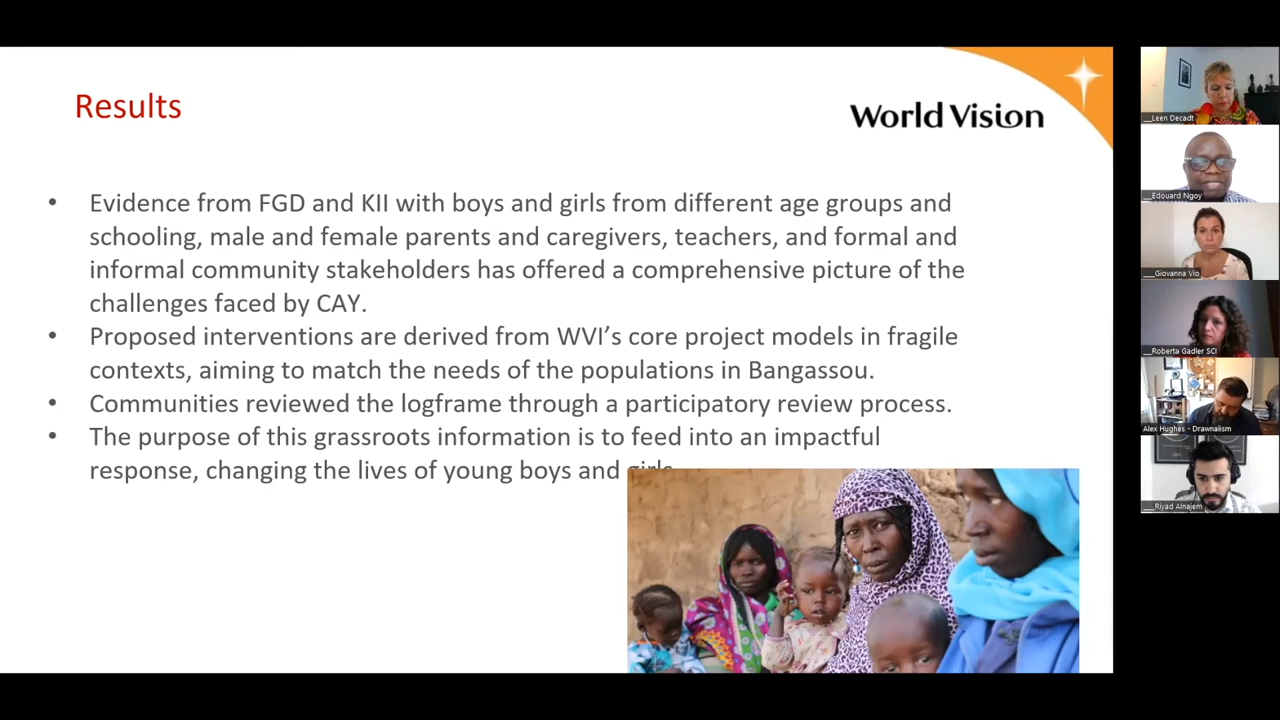 Results
World Vision
• Evidence from FGD and KII with boys and girls from different age groups and
schooling, male and female parents and caregivers, teachers, and formal and
informal community stakeholders has offered a comprehensive picture of the
challenges faced by CAY.
• Proposed interventions are derived from WVI’s core project models in fragile
contexts, aiming to match the needs of the populations in Bangassou.
• Communities reviewed the logframe through a participatory review process.
• The purpose of this grassroots information is to feed into an impactful
response, changing the lives of young boys and girls
__Leen Decadt
__Edouard Ngoy
___Giovanna Vio
__Roberta Gadler SCI
Alex Hughes - Drawnalism
___Riyad Alnajem